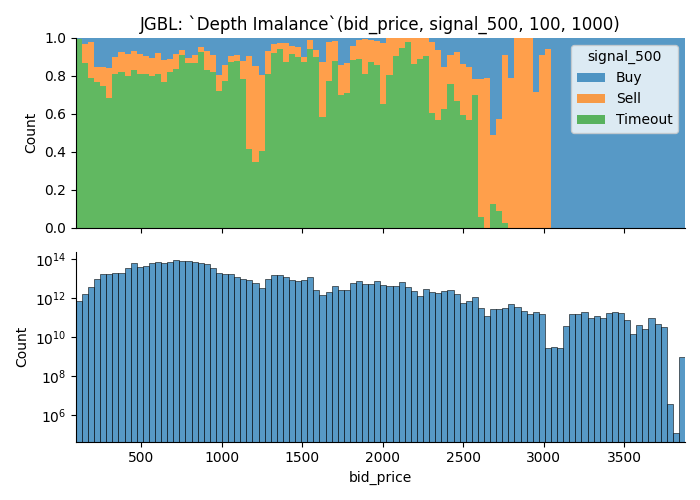 JGBL: `Depth Imalance`(bid_price, signal_500, 100, 1000)
1.0
0.8
0.6
0.4
0.2
0.0
Count
signal_500
Buy
Sell
Timeout
10^14
10^12
10^10
10^8
10^6
Count
500 1000 1500 2000 2500 3000 3500
bid_price